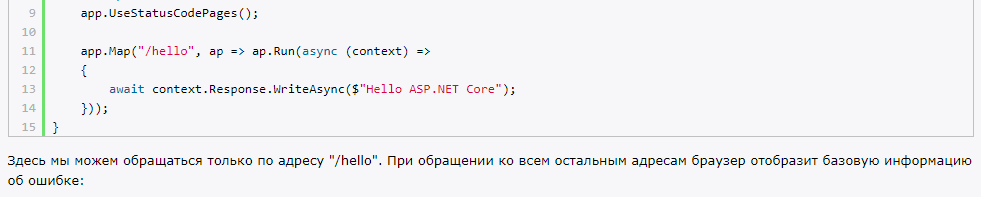 9 app.UseStatusCodePages();
10
11 app.Map("/hello", ap => ap.Run(async (context) =>
12 {
13 await context.Response.WriteAsync($"Hello ASP.NET Core");
14 }));
15 }
Здесь мы можем обращаться только по адресу "/hello". При обращении ко всем остальным адресам браузер отобразит базовую информацию
об ошибке: